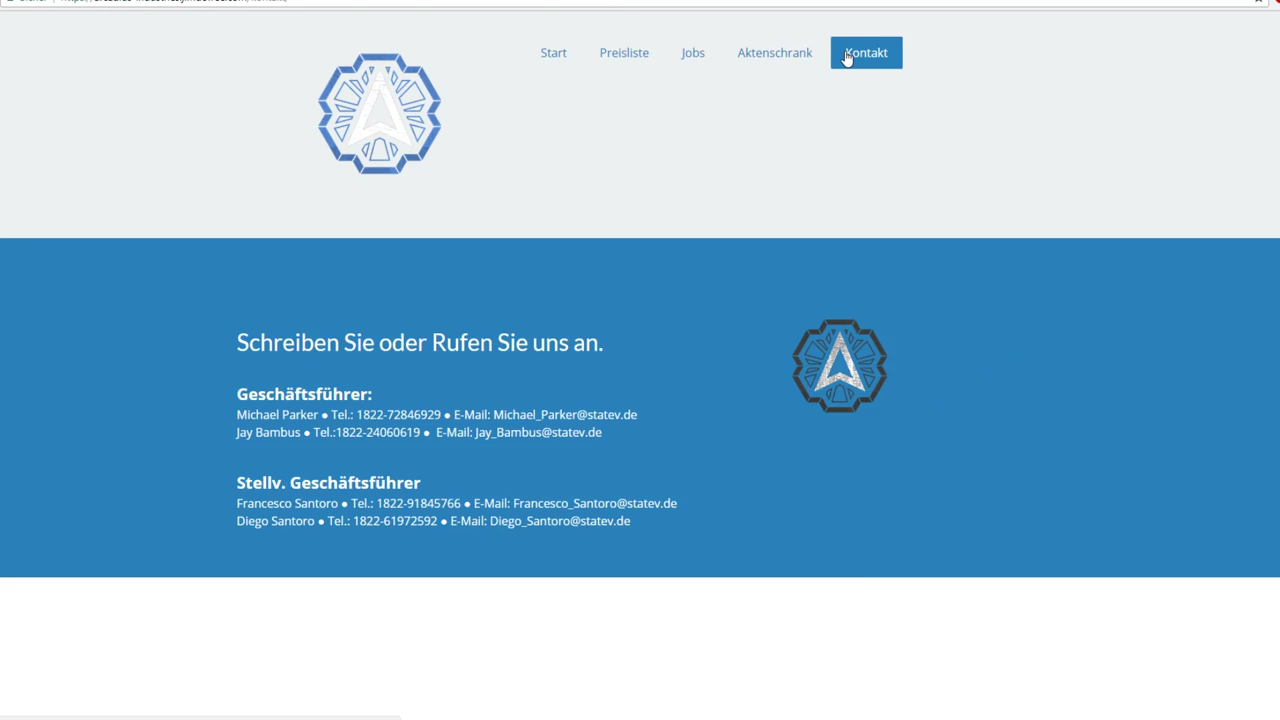 Start Preisliste Jobs Aktenschrank Kontakt
Schreiben Sie oder Rufen Sie uns an.
Geschäftsführer:
Michael Parker ● Tel.: 1822-72846929 ● E-Mail: Michael_Parker@statev.de
Jay Bambus ● Tel.:1822-24060619 ● E-Mail: Jay_Bambus@statev.de
Stellv. Geschäftsführer
Francesco Santoro ● Tel.: 1822-91845766 ● E-Mail: Francesco_Santoro@statev.de
Diego Santoro ● Tel.: 1822-61972592 ● E-Mail: Diego_Santoro@statev.de